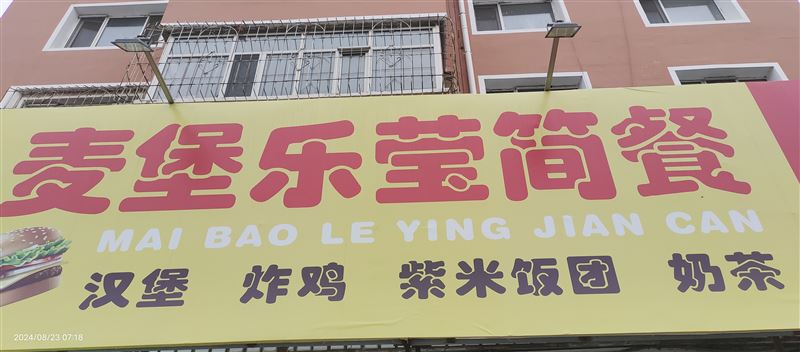 麦堡乐莹简餐
MAI BAO LE YING JIAN CAN
汉堡 炸鸡 紫米饭团 奶茶
2024/08/23 07:18